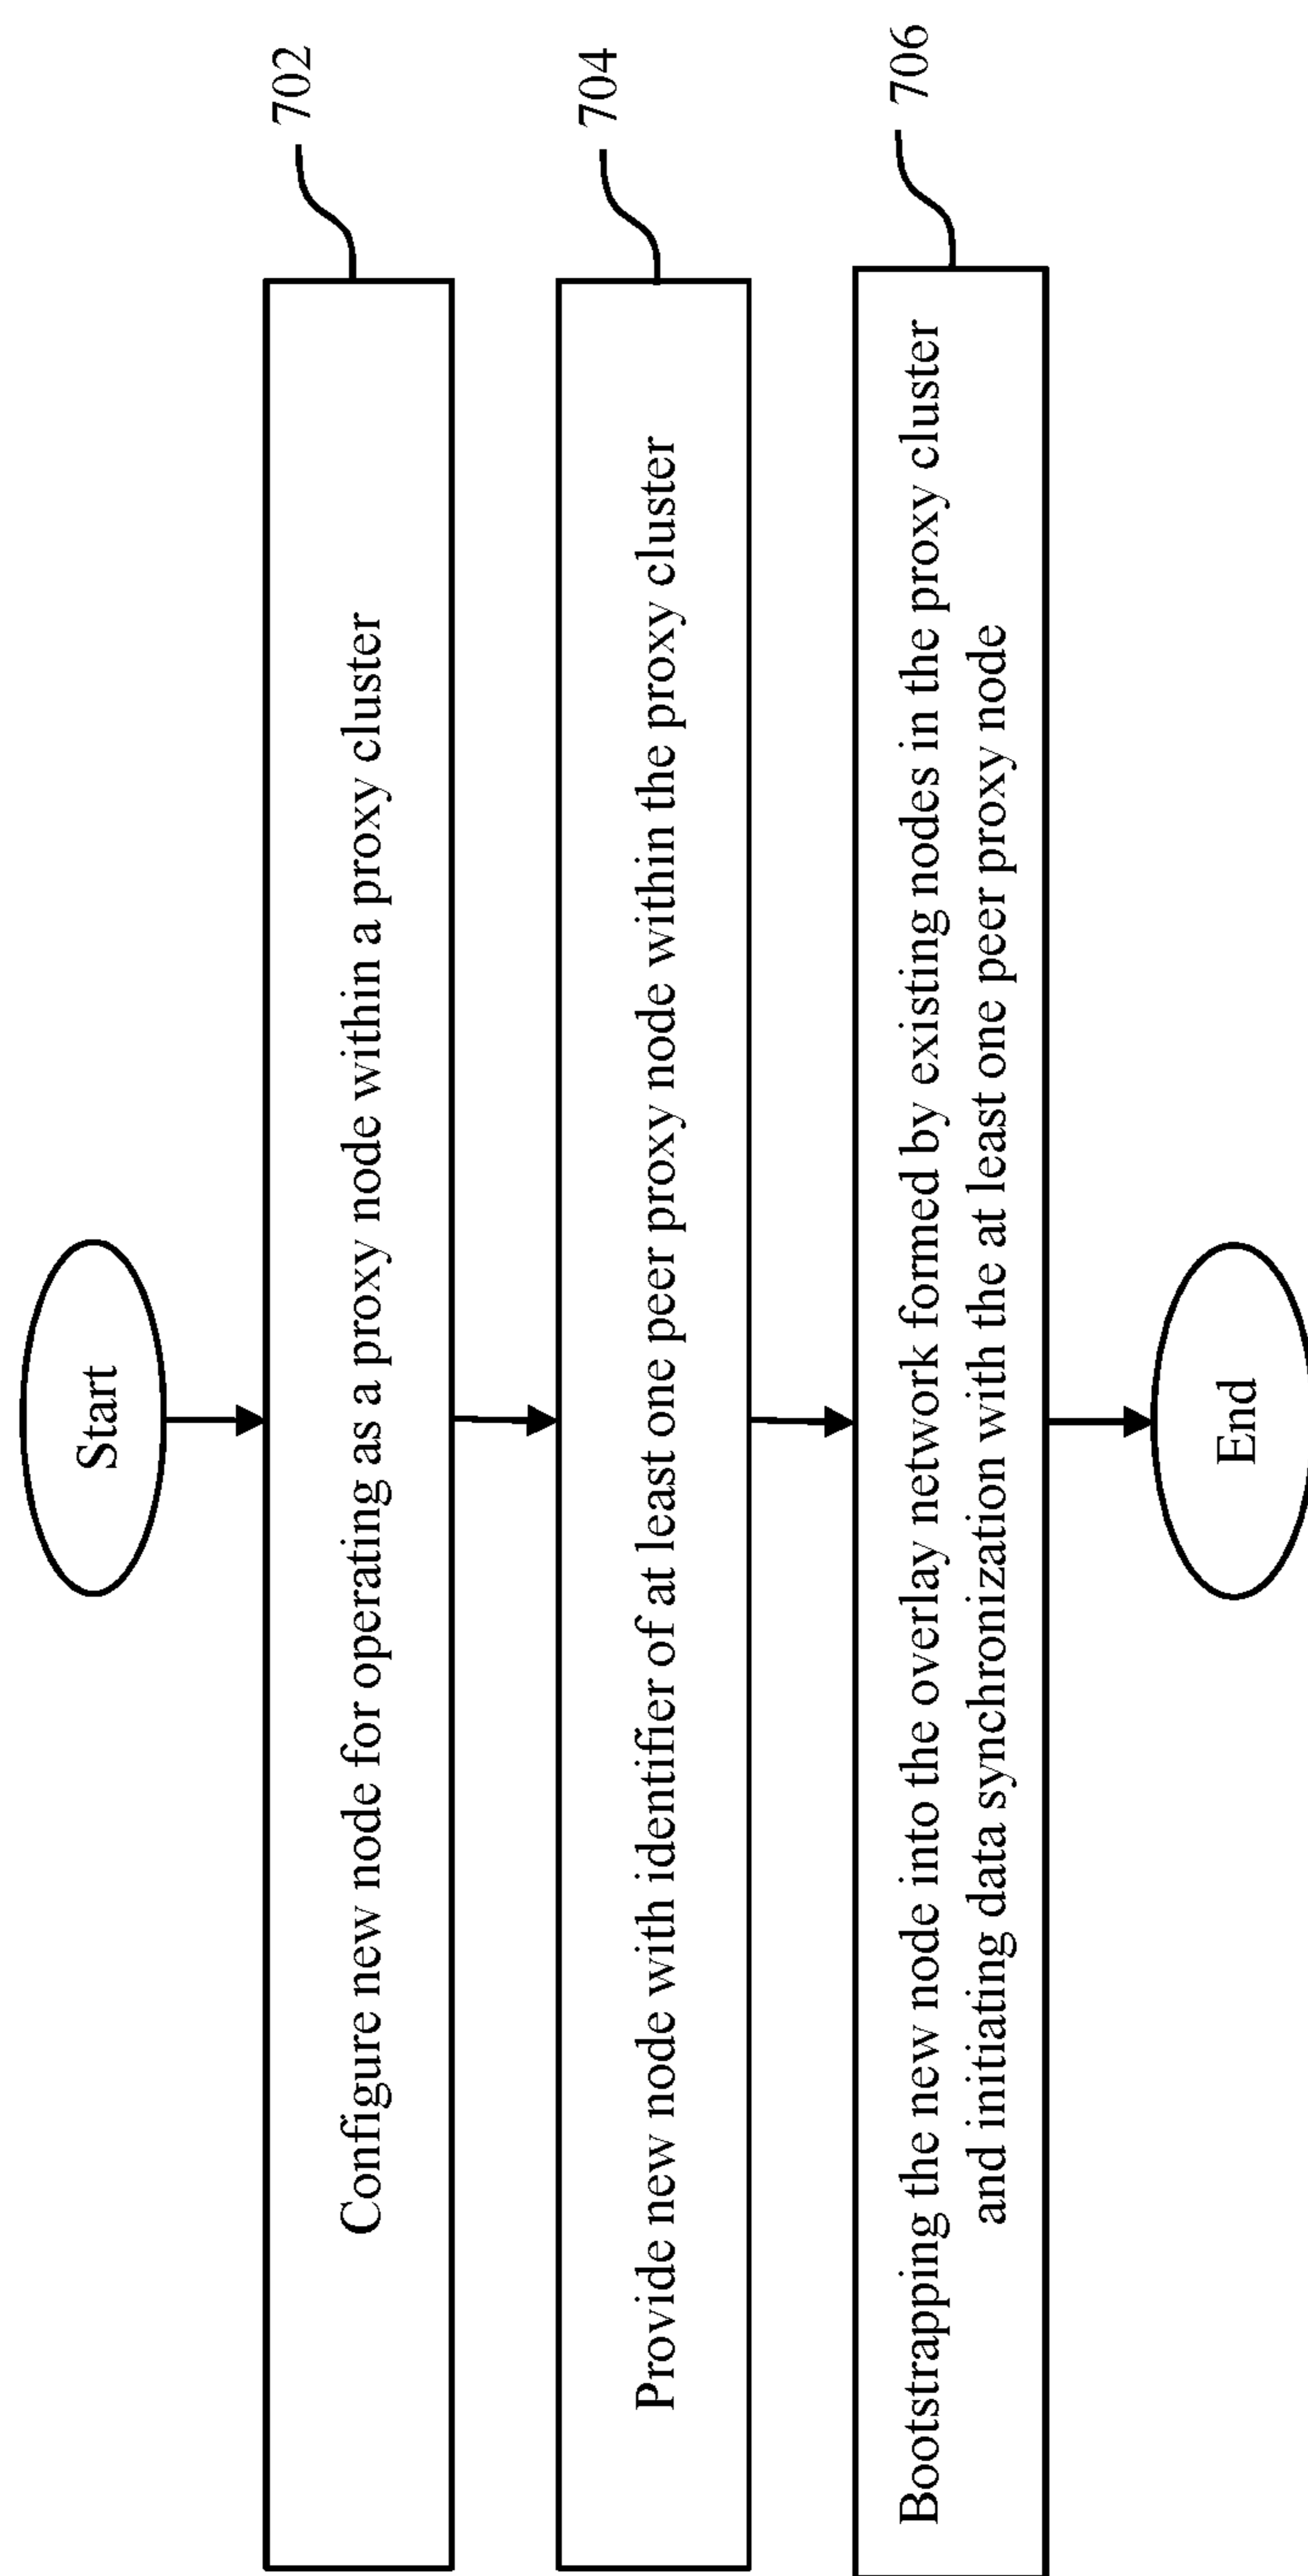 Start
702
Configure new node for operating as a proxy node within a proxy cluster
704
Provide new node with identifier of at least one peer proxy node within the proxy cluster
706
Bootstrapping the new node into the overlay network formed by existing nodes in the proxy cluster
and initiating data synchronization with the at least one peer proxy node
End